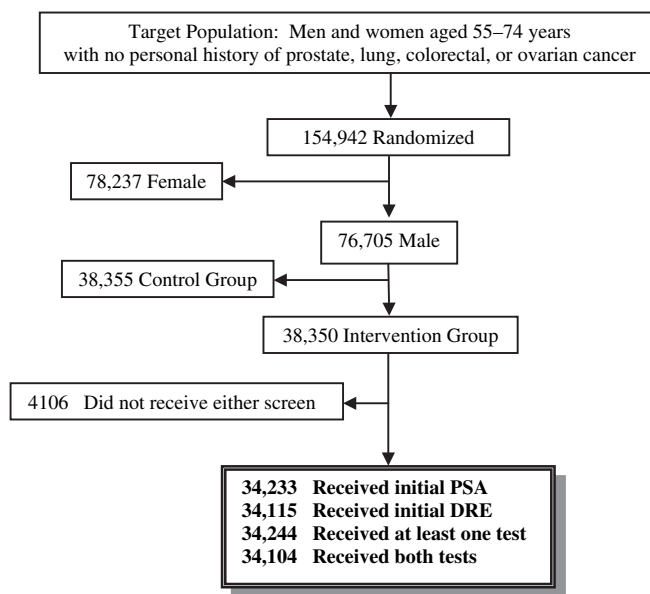 Target Population: Men and women aged 55–74 years
with no personal history of prostate, lung, colorectal, or ovarian cancer
154,942 Randomized
78,237 Female
76,705 Male
38,355 Control Group
38,350 Intervention Group
4106 Did not receive either screen
34,233 Received initial PSA
34,115 Received initial DRE
34,244 Received at least one test
34,104 Received both tests